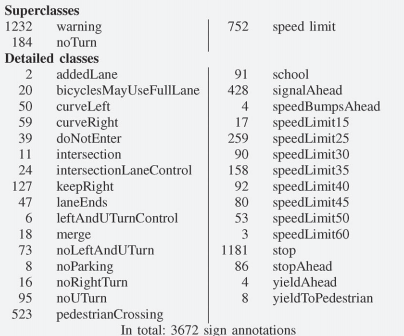 Superclasses
1232 warning 752 speed limit
184 noTurn
Detailed classes
2 addedLane 91 school
20 bicyclesMayUseFullLane 428 signalAhead
50 curveLeft 4 speedBumpsAhead
59 curveRight 17 speedLimit15
39 doNotEnter 259 speedLimit25
11 intersection 90 speedLimit30
24 intersectionLaneControl 158 speedLimit35
127 keepRight 92 speedLimit40
47 laneEnds 80 speedLimit45
6 leftAndUTurnControl 53 speedLimit50
18 merge 3 speedLimit60
73 noLeftAndUTurn 1181 stop
8 noParking 86 stopAhead
16 noRightTurn 4 yieldAhead
95 noUTurn 8 yieldToPedestrian
523 pedestrianCrossing
In total: 3672 sign annotations